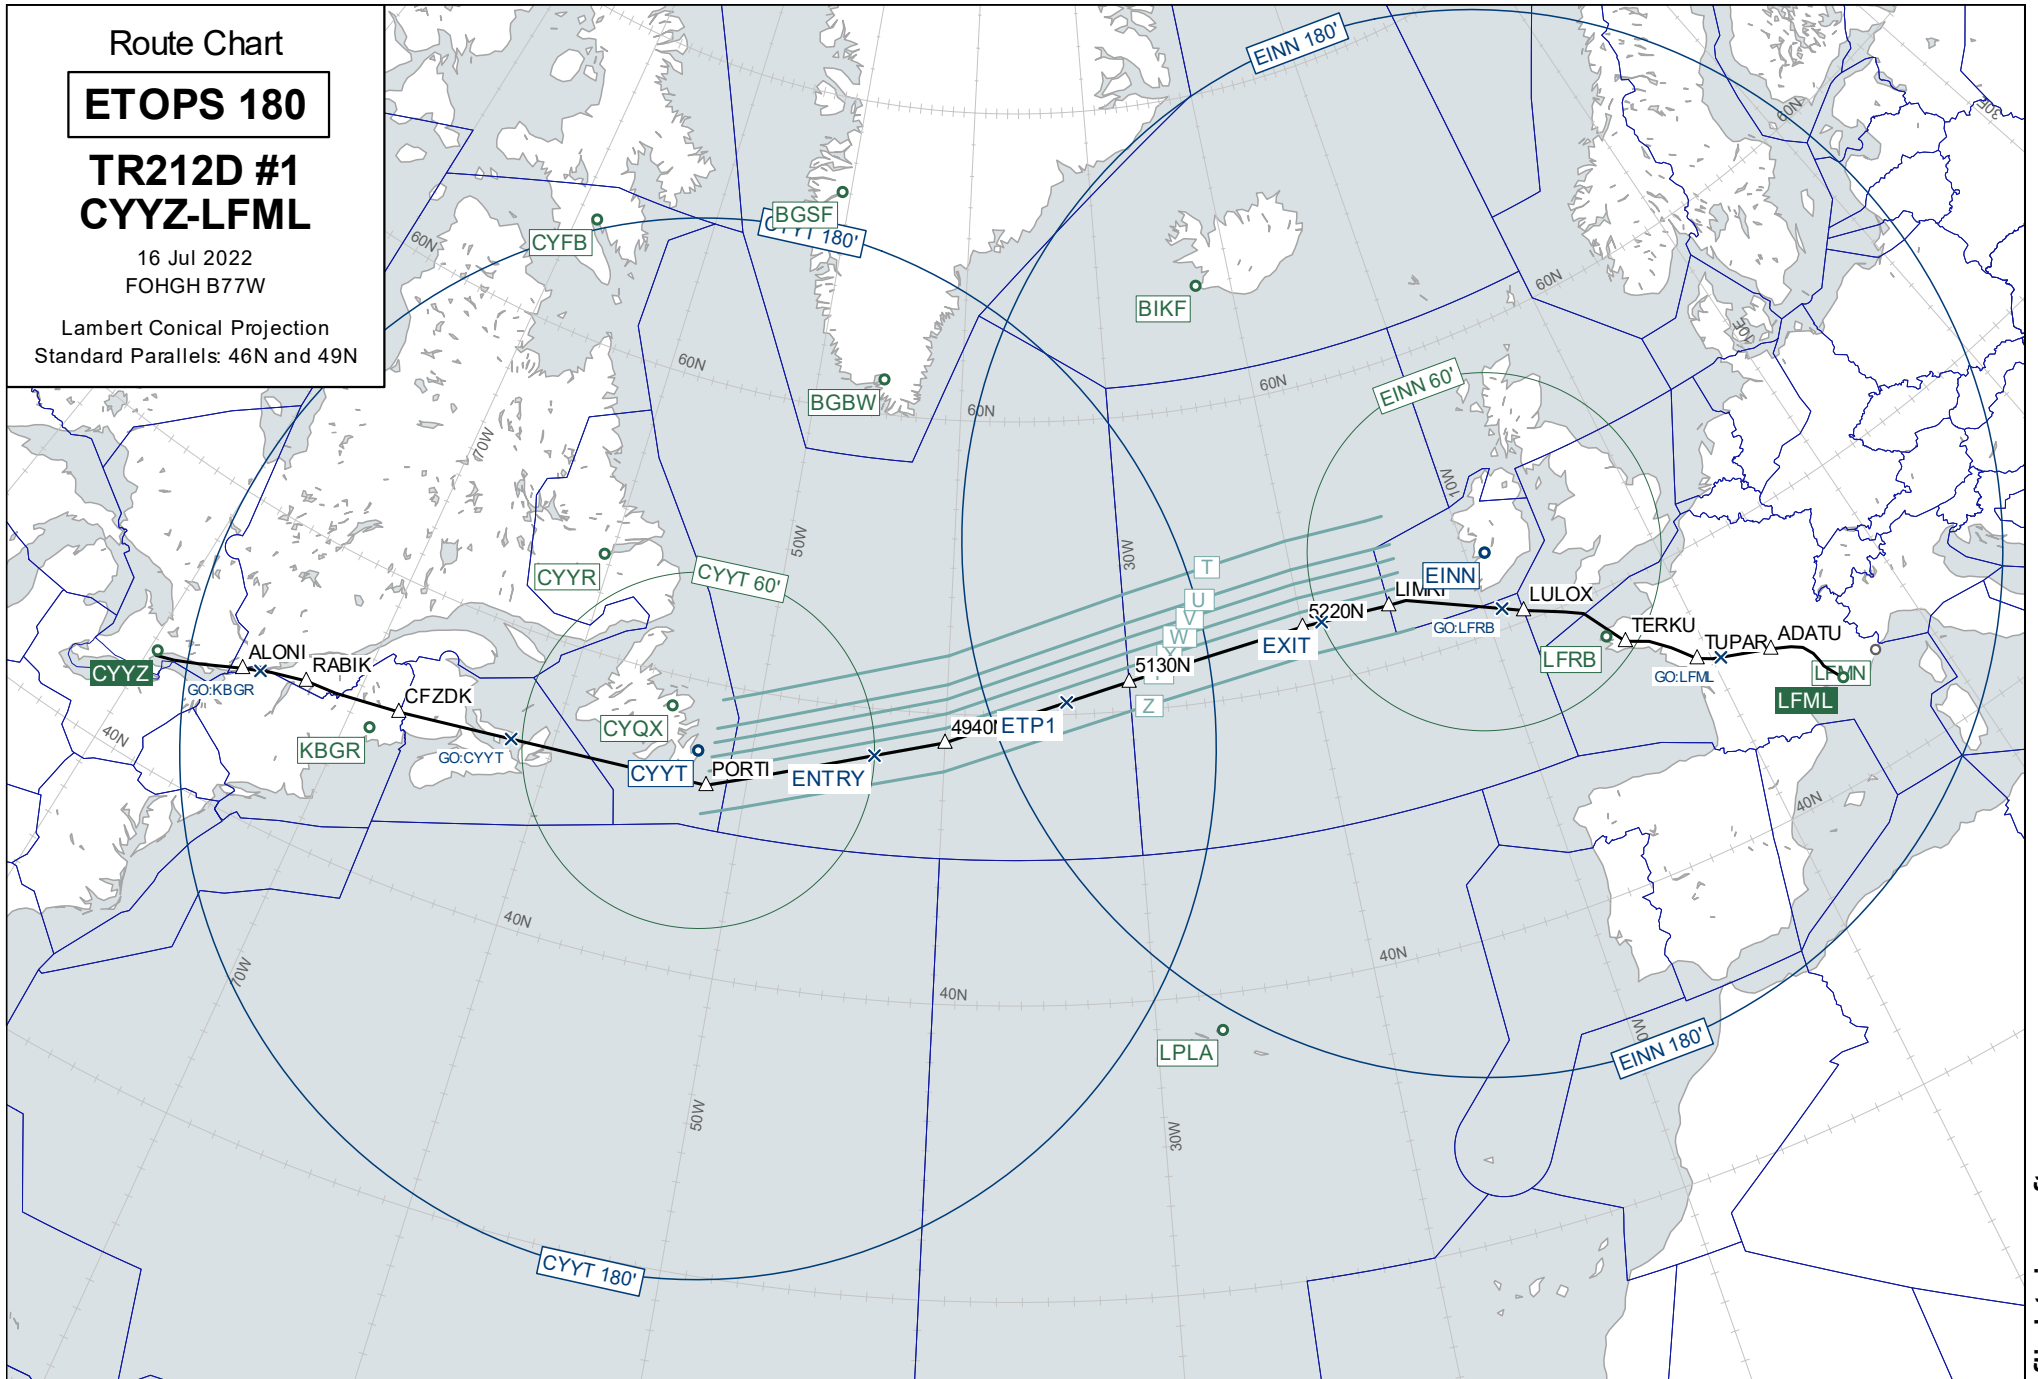 Route Chart
ETOPS 180
TR212D #1
CYYZ-LFML
16 Jul 2022
FOHGH B77W
Lambert Conical Projection
Standard Parallels: 46N and 49N
EINN 180'
60N
30E
BGSF
CYYT 180'
CYFB
60N
BIKF
60N
10E
60N
60N
EINN 60'
BGBW
60N
70W
10W
50W
30W
CYYT 60'
CYYR
T
EINN
U
V
W
X
Y
Z
LIMRI
LULOX
5220N
GO:LFRB
TERKU
TUPAR
ADATU
EXIT
LFRB
GO:LFML
LFMN
LFML
CYYZ
ALONI
GO:KBGR
RABIK
CFZDK
5130N
40N
KBGR
GO:CYYT
CYQX
CYYT
PORTI
ENTRY
4940N
ETP1
40N
40N
40N
40N
70W
LPLA
EINN 180'
50W
30W
CYYT 180'